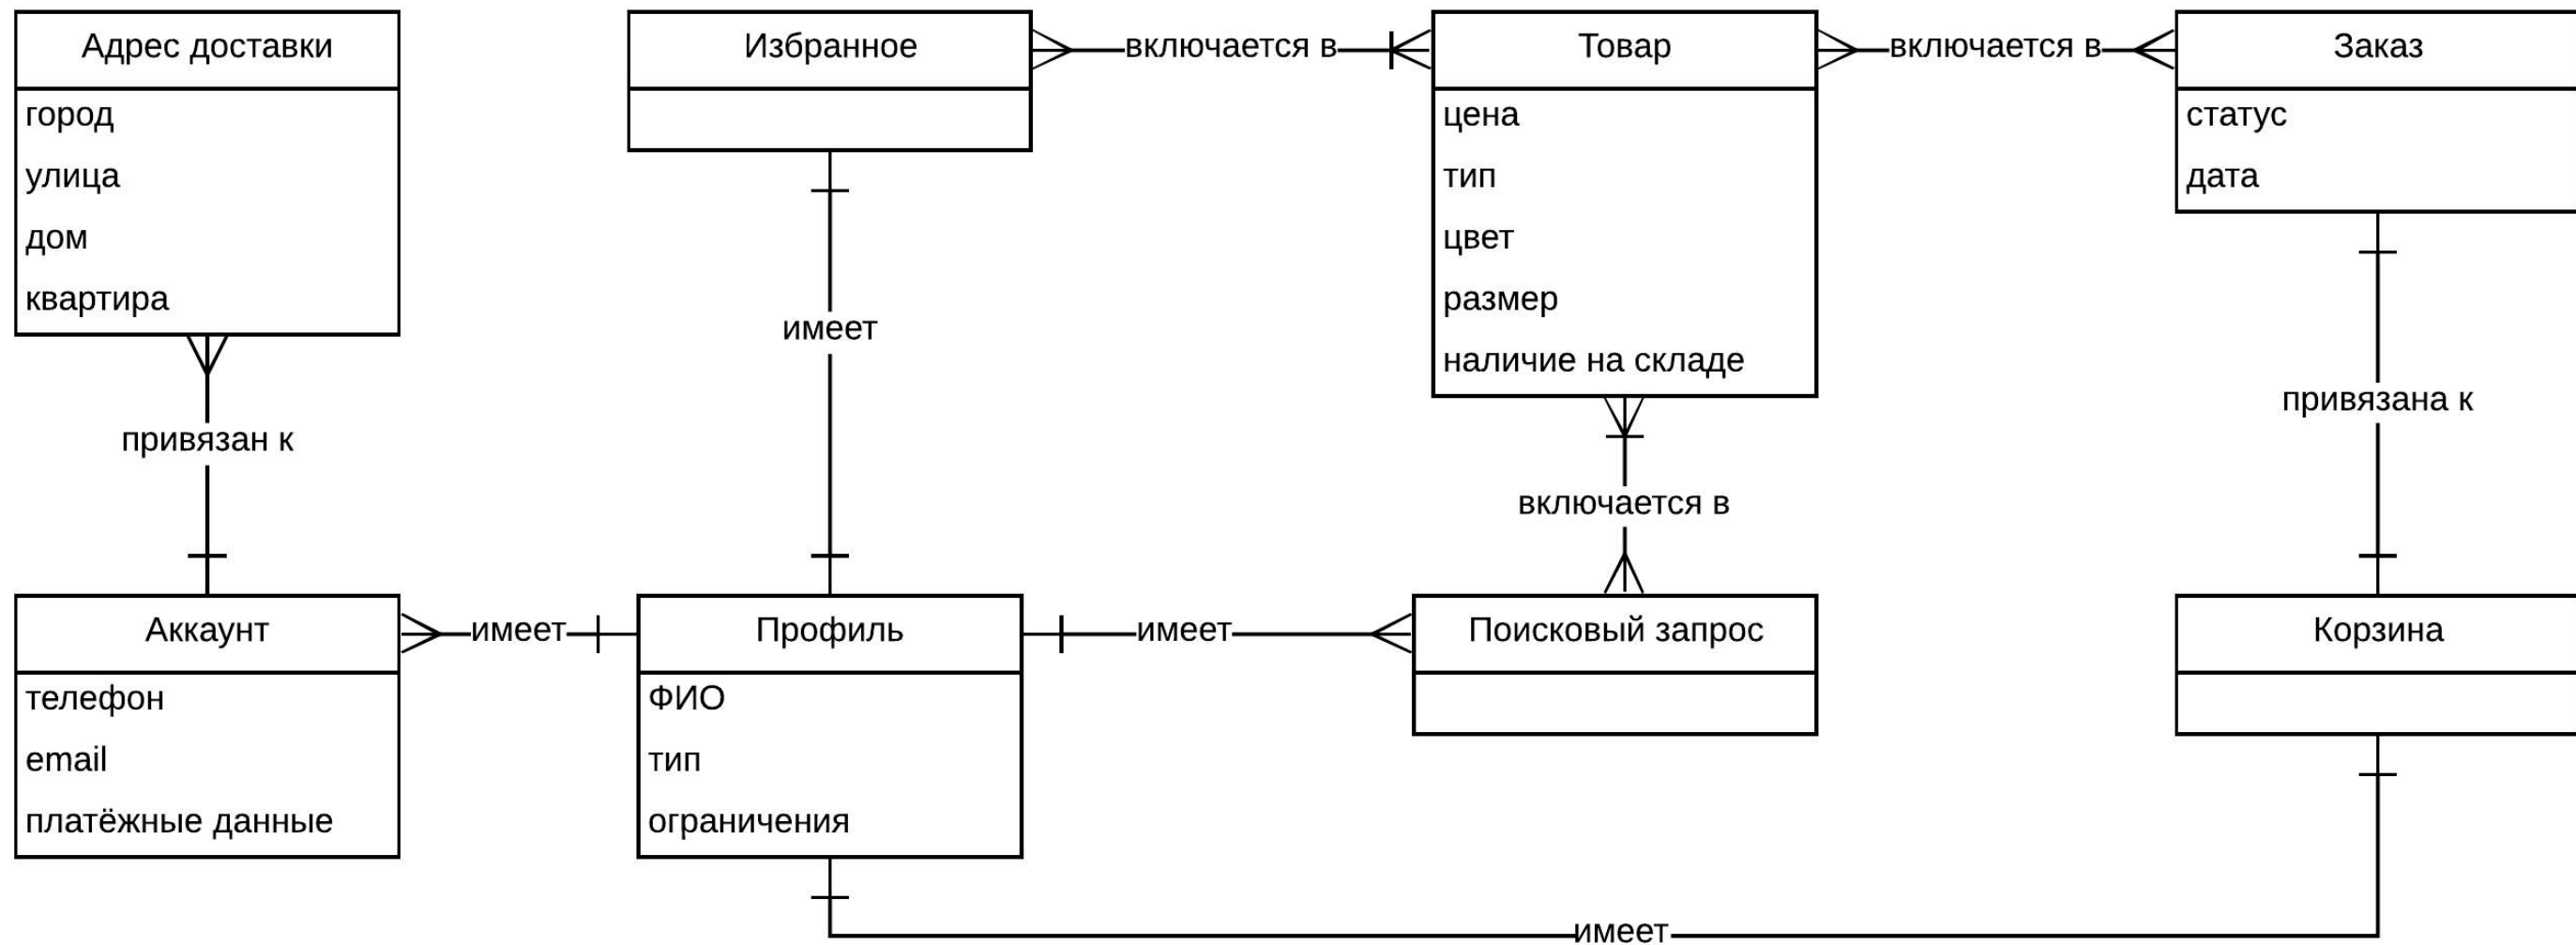 Адрес доставки
город
улица
дом
квартира
Избранное
включается в
Товар
цена
тип
цвет
размер
наличие на складе
включается в
Заказ
статус
дата
привязан к
имеет
включается в
привязана к
Аккаунт
телефон
email
платёжные данные
имеет
Профиль
ФИО
тип
ограничения
имеет
Поисковый запрос
Корзина
имеет